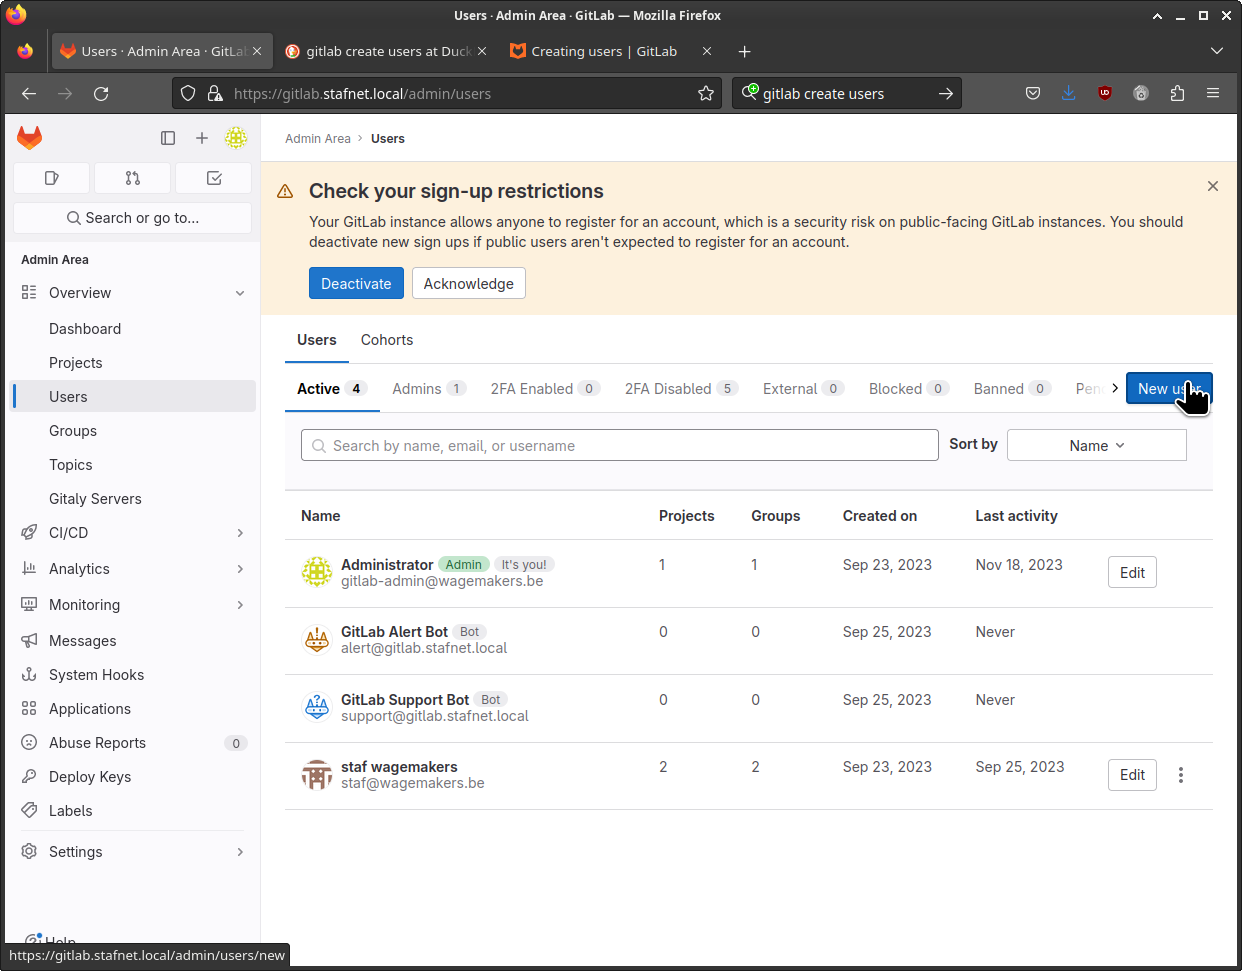 Users · Admin Area · GitLab — Mozilla Firefox
Users · Admin Area · GitLab
gitlab create users at Duck
Creating users | GitLab
https://gitlab.stafnet.local/admin/users
gitlab create users
Admin Area › Users
Search or go to...
Admin Area
Overview
Dashboard
Projects
Users
Groups
Topics
Gitaly Servers
CI/CD
Analytics
Monitoring
Messages
System Hooks
Applications
Abuse Reports 0
Deploy Keys
Labels
Settings
Help
https://gitlab.stafnet.local/admin/users/new
Check your sign-up restrictions
Your GitLab instance allows anyone to register for an account, which is a security risk on public-facing GitLab instances. You should
deactivate new sign ups if public users aren't expected to register for an account.
Deactivate Acknowledge
Users Cohorts
Active 4 Admins 1 2FA Enabled 0 2FA Disabled 5 External 0 Blocked 0 Banned 0 Pen New user
Search by name, email, or username Sort by Name
Name Projects Groups Created on Last activity
Administrator Admin It's you! 1 1 Sep 23, 2023 Nov 18, 2023 Edit
gitlab-admin@wagemakers.be
GitLab Alert Bot Bot 0 0 Sep 25, 2023 Never
alert@gitlab.stafnet.local
GitLab Support Bot Bot 0 0 Sep 25, 2023 Never
support@gitlab.stafnet.local
staf wagemakers 2 2 Sep 23, 2023 Sep 25, 2023 Edit
staf@wagemakers.be